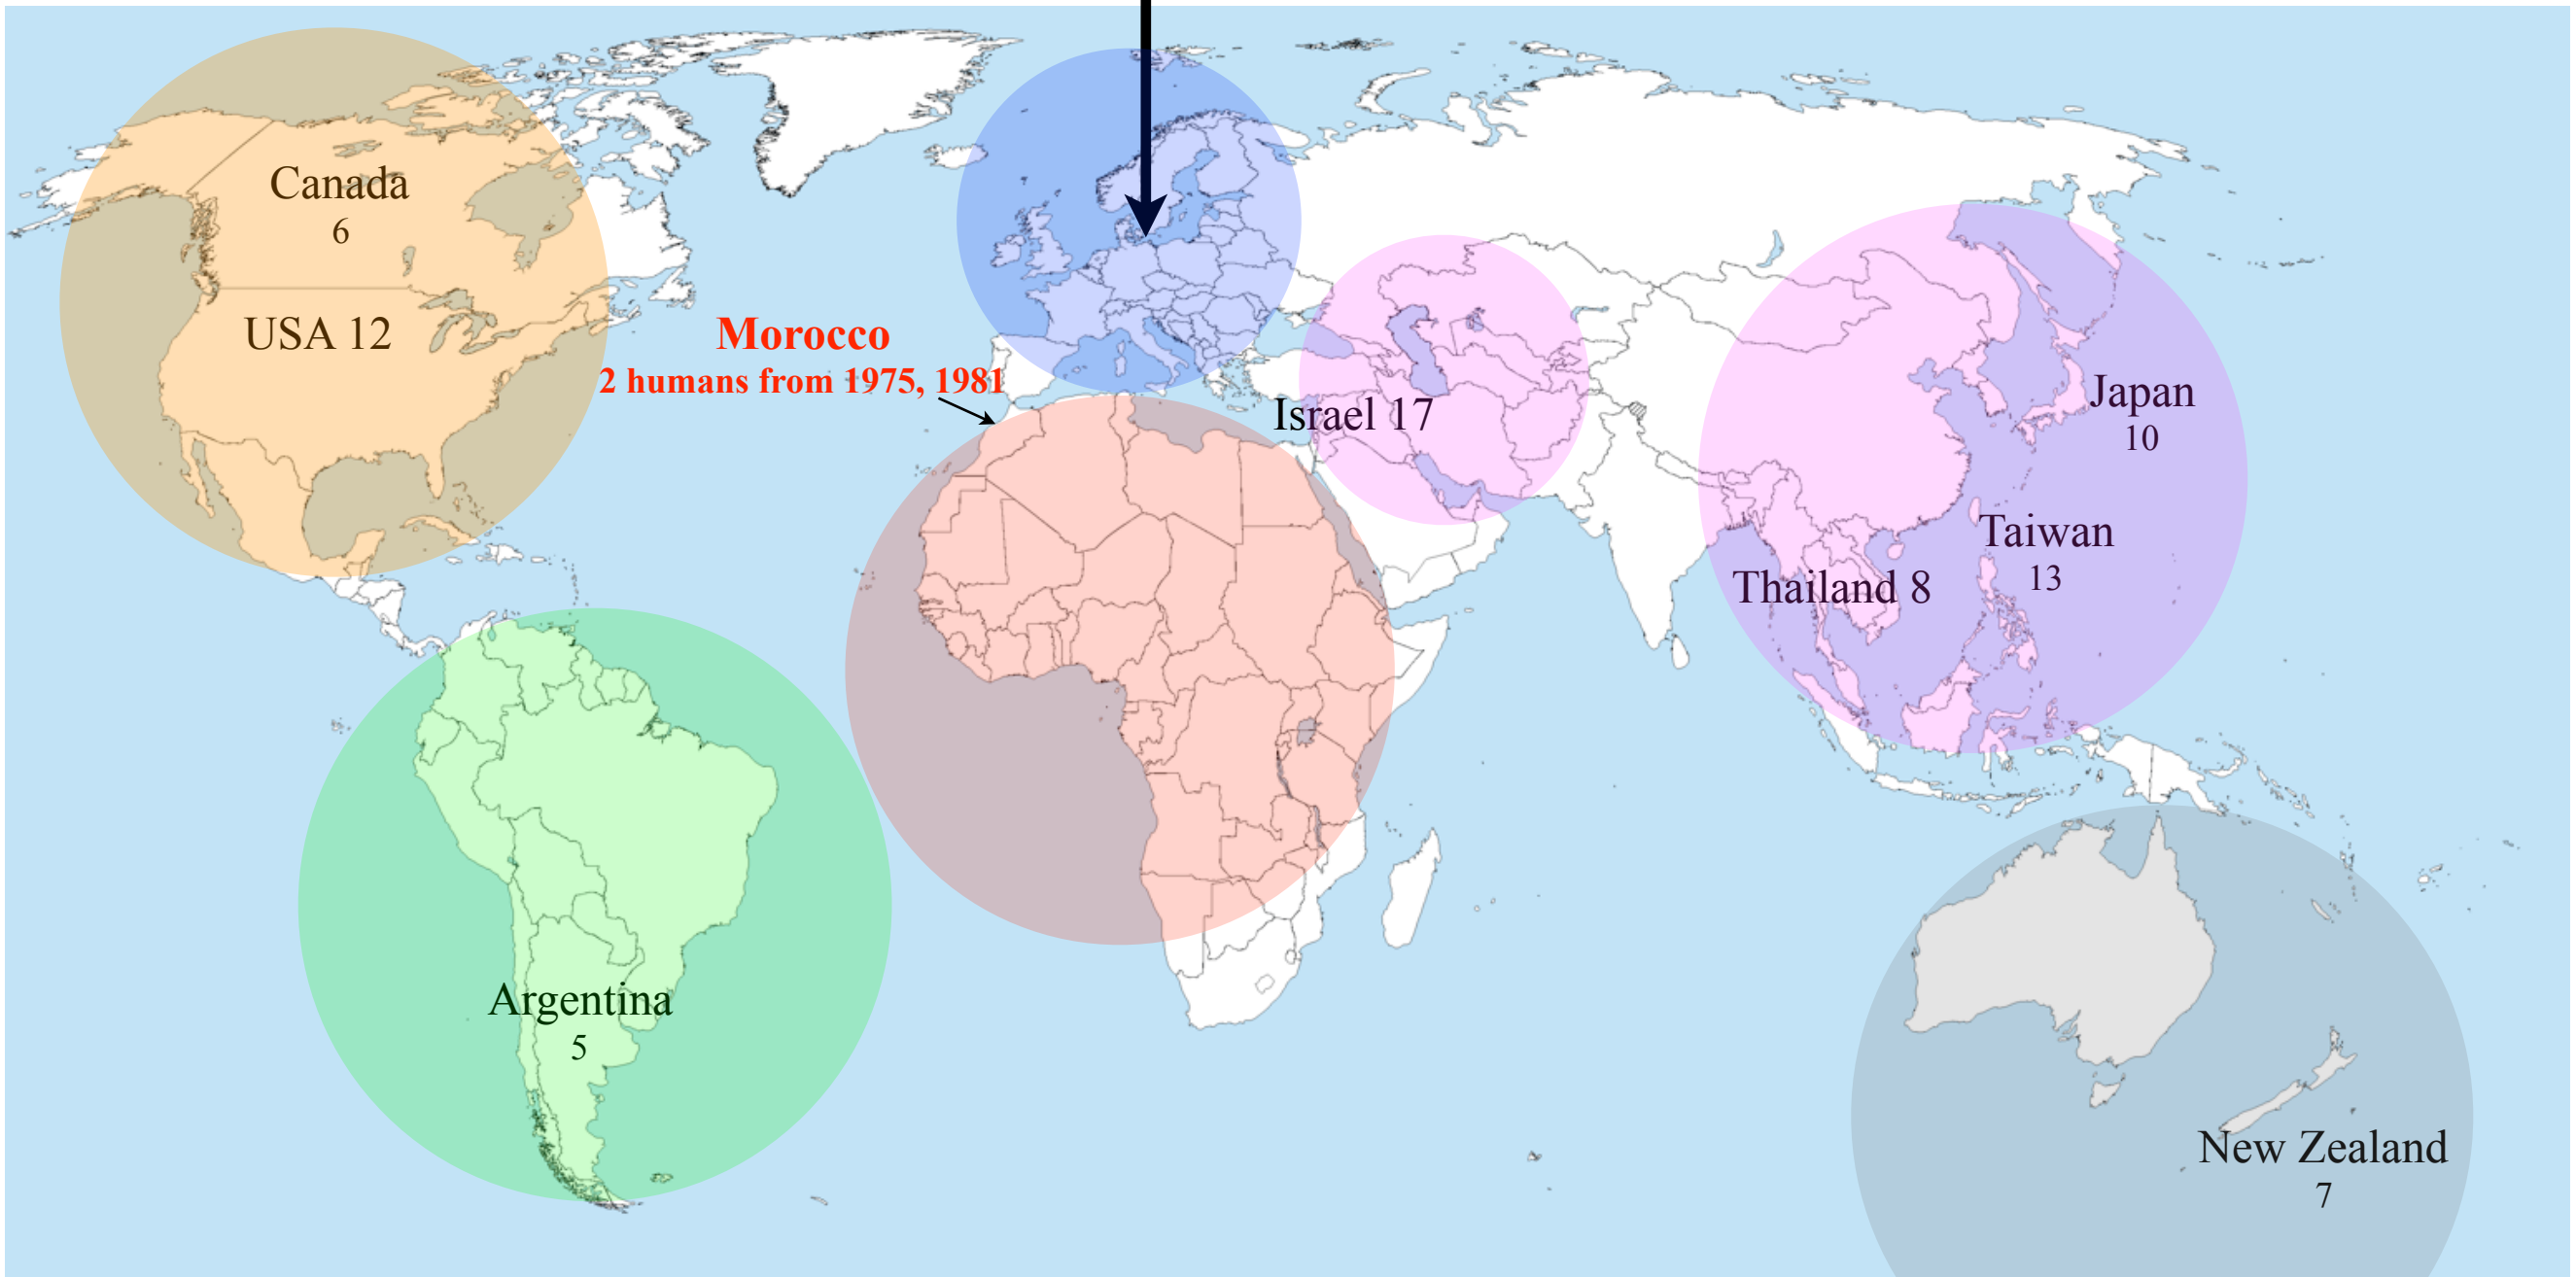 Canada
6
USA 12
Morocco
2 humans from 1975, 1981
Israel 17
Japan
10
Taiwan
13
Thailand 8
Argentina
5
New Zealand
7